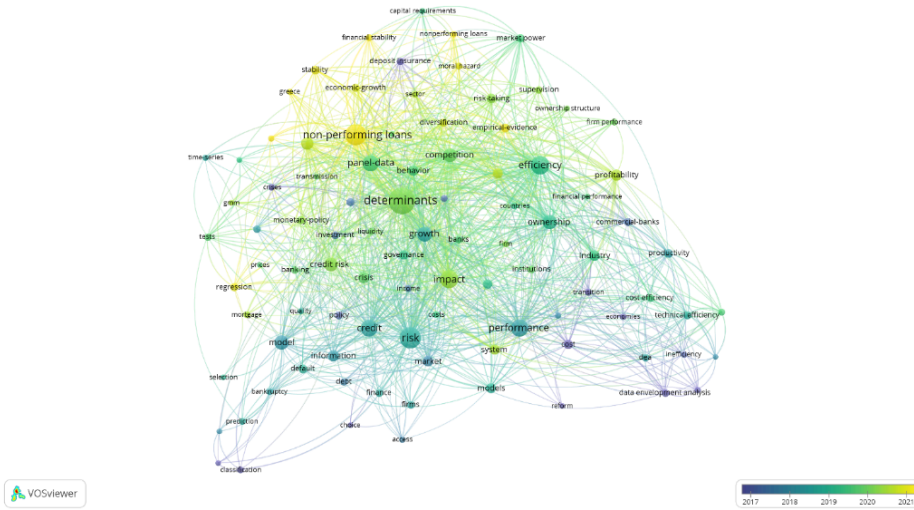 capital requirements
financial stability
nonperforming loans
market power
deposit insurance
stability
moral hazard
greece
economic-growth
sector
risk-taking
supervision
ownership structure
diversification
empirical-evidence
firm performance
non-performing loans
time-series
panel-data
competition
behavior
efficiency
transmission
profitability
crises
determinants
financial performance
gmm
countries
monetary-policy
ownership
commercial-banks
tests
investment
liquidity
growth
banks
firm
governance
industry
productivity
prices
banking
credit risk
institutions
crisis
impact
regression
income
transition
cost efficiency
mortgage
quality
policy
costs
economies
technical efficiency
credit
risk
performance
model
cost
information
market
system
dea
inefficiency
default
selection
debt
bankruptcy
finance
models
data envelopment analysis
firms
reform
prediction
choice
access
classification
VOSviewer
2017 2018 2019 2020 2021